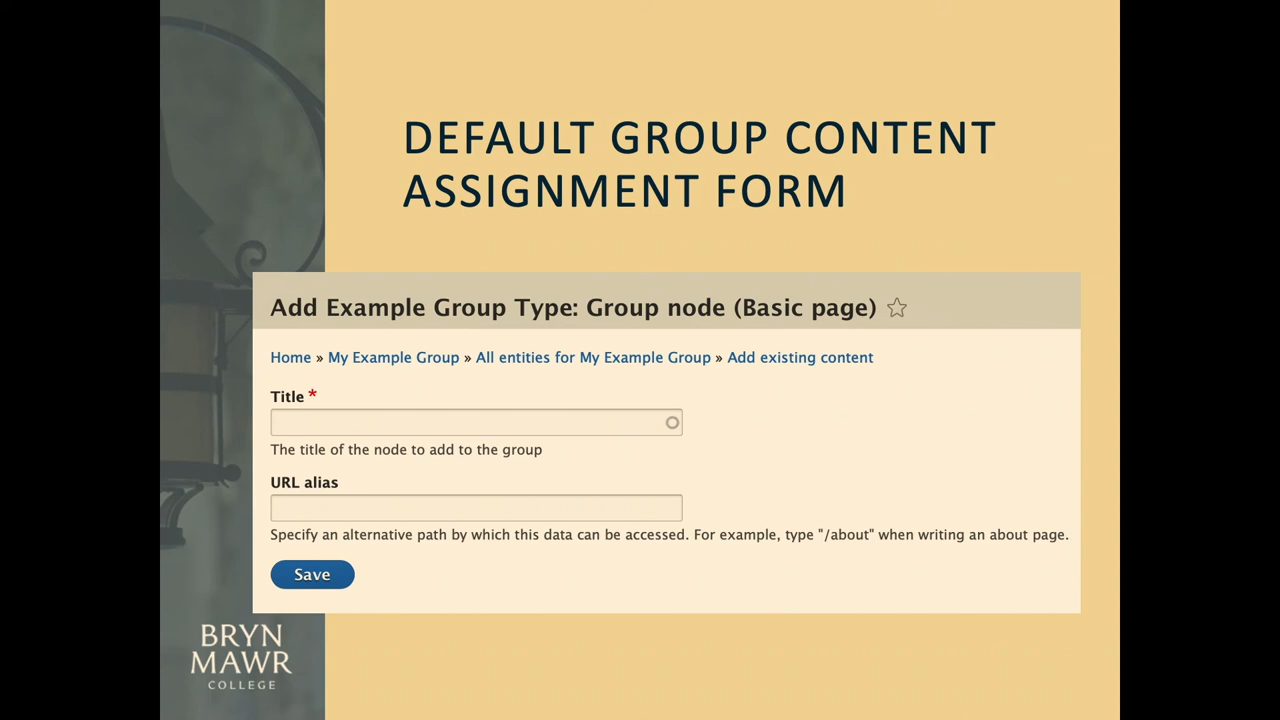 DEFAULT GROUP CONTENT
ASSIGNMENT FORM
Add Example Group Type: Group node (Basic page)
Home » My Example Group » All entities for My Example Group » Add existing content
Title *
The title of the node to add to the group
URL alias
Specify an alternative path by which this data can be accessed. For example, type "/about" when writing an about page.
Save
BRYN
MAWR
COLLEGE